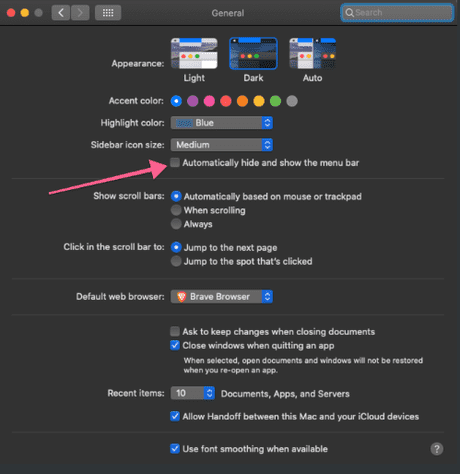 General
Search
Appearance:
Light
Dark
Auto
Accent color:
Highlight color:
Blue
Sidebar icon size:
Medium
Automatically hide and show the menu bar
Show scroll bars:
Automatically based on mouse or trackpad
When scrolling
Always
Click in the scroll bar to:
Jump to the next page
Jump to the spot that's clicked
Default web browser:
Brave Browser
Ask to keep changes when closing documents
Close windows when quitting an app
When selected, open documents and windows will not be restored
when you re-open an app.
Recent items:
10
Documents, Apps, and Servers
Allow Handoff between this Mac and your iCloud devices
Use font smoothing when available
?